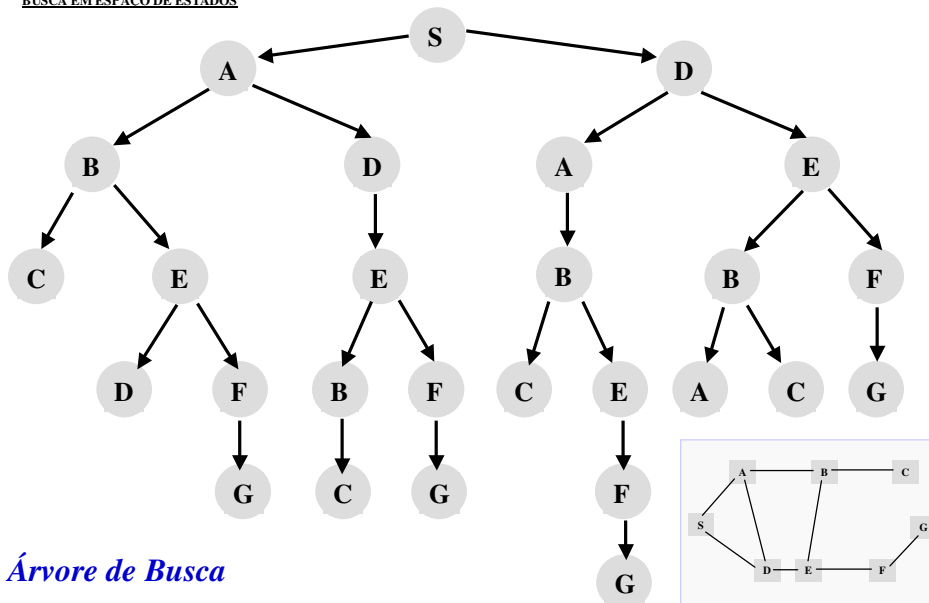 BUSCA EM ESPAÇO DE ESTADOS
S
A D
B D A E
C E E B B F
D F B F C E A C G
G C G F
G
A B C
S G
D E F
Árvore de Busca